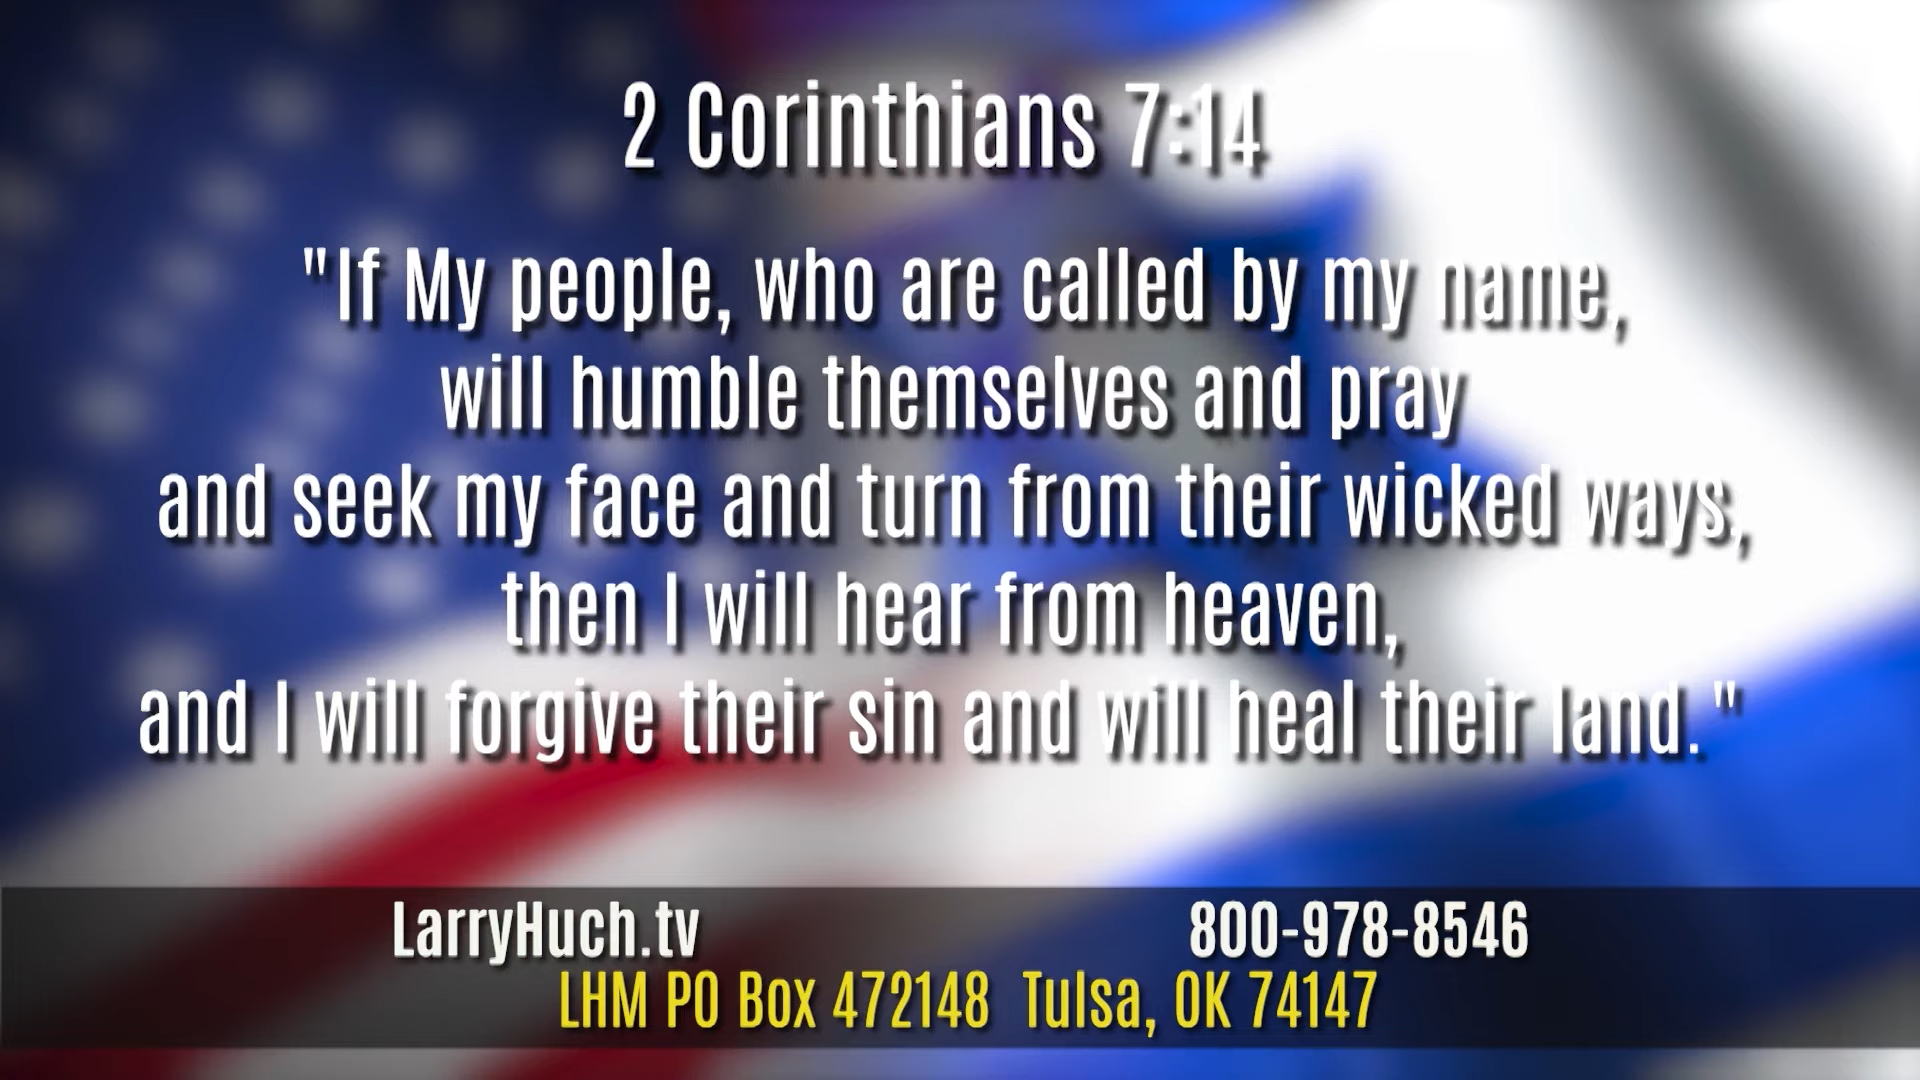 2 Corinthians 7:14
"If My people, who are called by my name,
will humble themselves and pray
and seek my face and turn from their wicked ways,
then I will hear from heaven,
and I will forgive their sin and will heal their land."
LarryHuch.tv 800-978-8546
LHM PO Box 472148 Tulsa, OK 74147